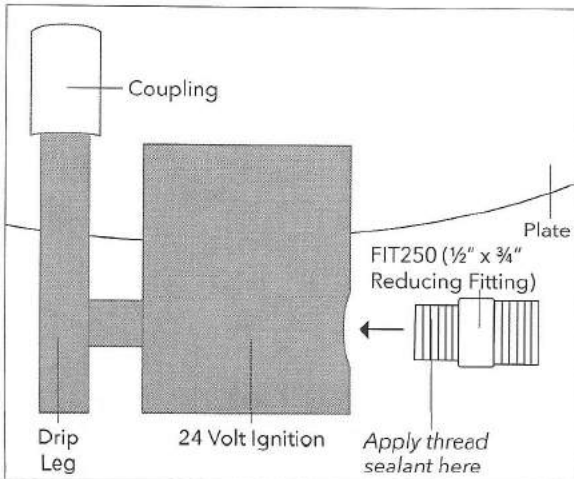 Coupling
Plate
FIT250 (½" x ¾"
Reducing Fitting)
Drip
Leg
24 Volt Ignition
Apply thread
sealant here